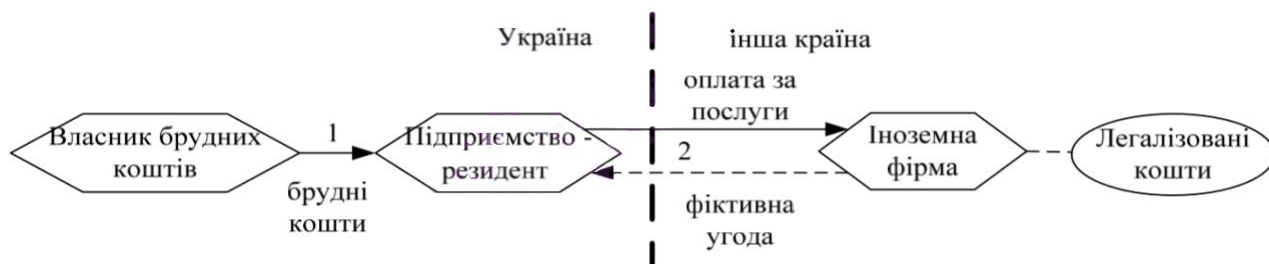 Україна
інша країна
оплата за
послуги
Власник брудних
коштів
1
брудні
кошти
Підприємство -
резидент
2
фіктивна
угода
Іноземна
фірма
Легалізовані
кошти